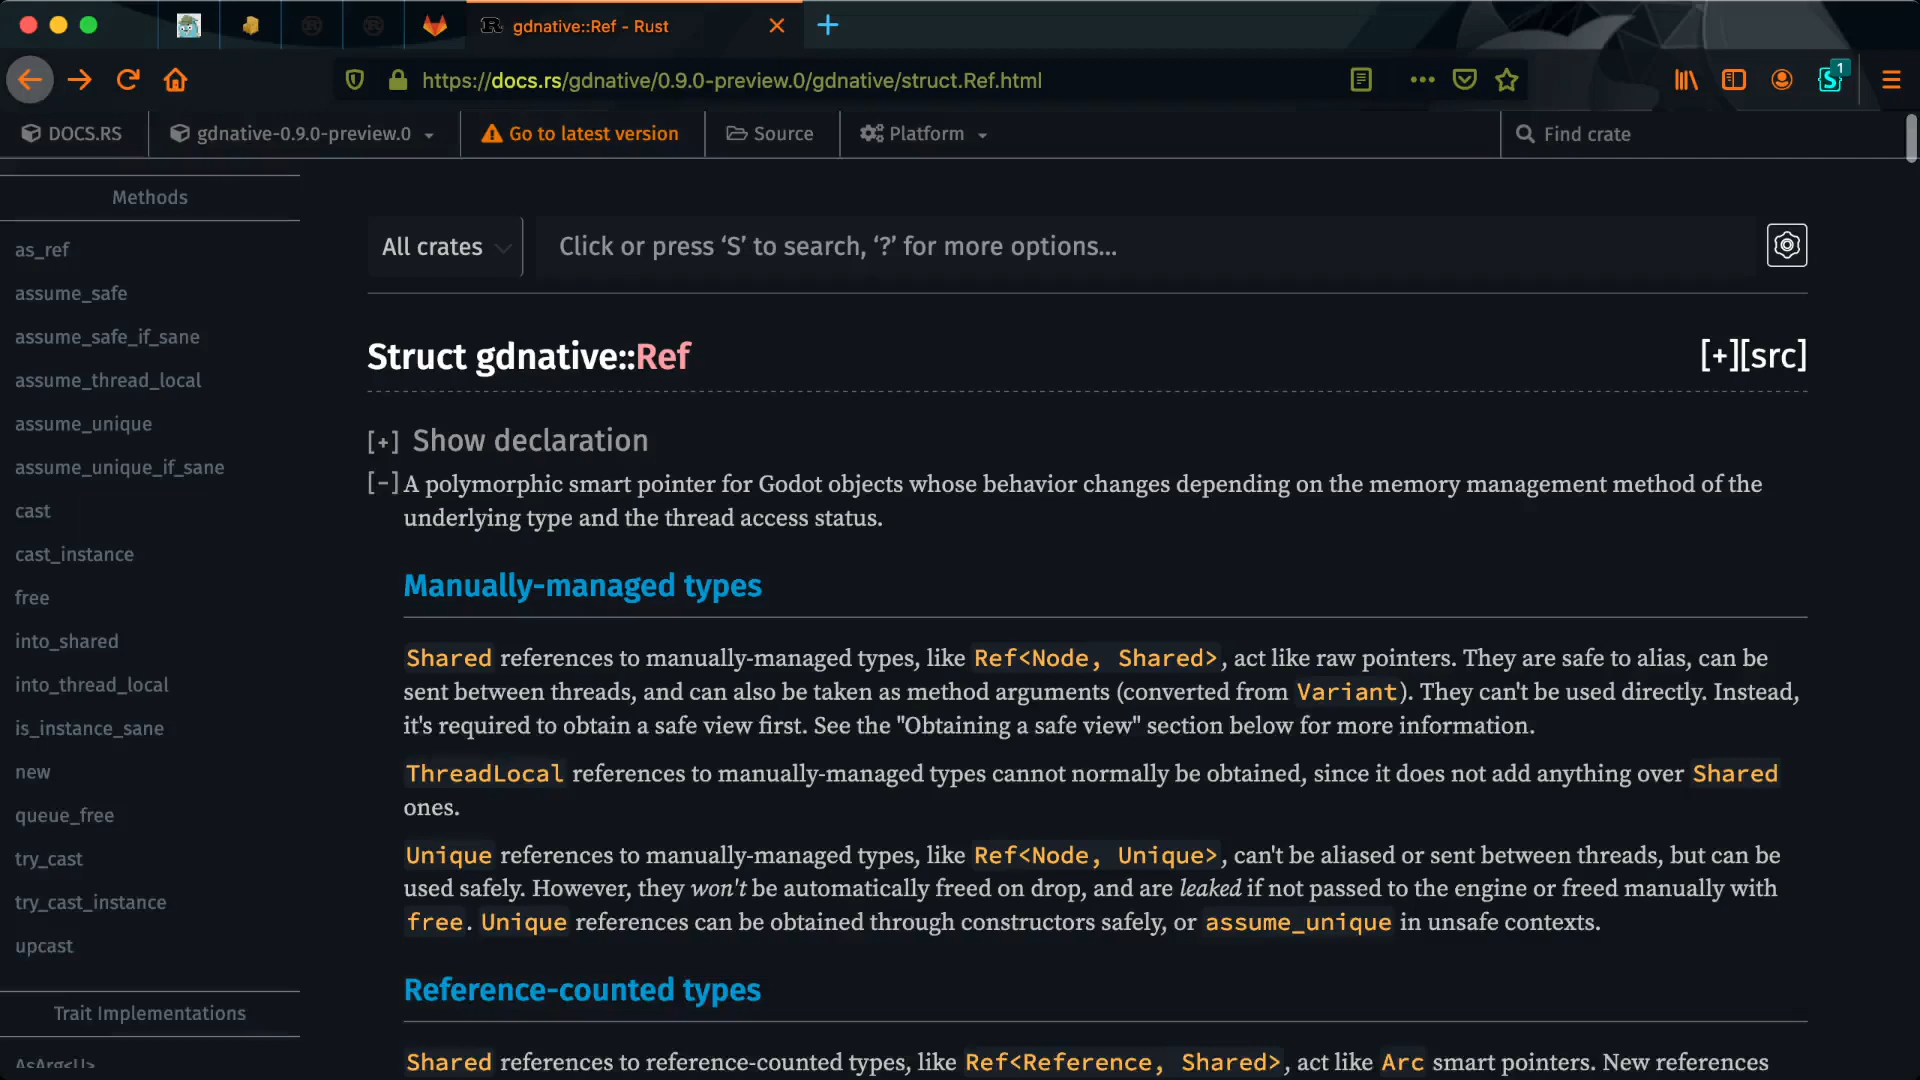 gdnative::Ref - Rust
https://docs.rs/gdnative/0.9.0-preview.0/gdnative/struct.Ref.html
1
DOCS.RS
gdnative-0.9.0-preview.0
Go to latest version
Source
Platform
Find crate
Methods
as_ref
assume_safe
assume_safe_if_sane
assume_thread_local
assume_unique
assume_unique_if_sane
cast
cast_instance
free
into_shared
into_thread_local
is_instance_sane
new
queue_free
try_cast
try_cast_instance
upcast
Trait Implementations
AsArg<U>
All crates
Click or press ‘S’ to search, ‘?’ for more options...
Struct gdnative::Ref
[+][src]
[+] Show declaration
[−] A polymorphic smart pointer for Godot objects whose behavior changes depending on the memory management method of the
underlying type and the thread access status.
Manually-managed types
Shared references to manually-managed types, like Ref<Node, Shared>, act like raw pointers. They are safe to alias, can be
sent between threads, and can also be taken as method arguments (converted from Variant). They can't be used directly. Instead,
it's required to obtain a safe view first. See the "Obtaining a safe view" section below for more information.
ThreadLocal references to manually-managed types cannot normally be obtained, since it does not add anything over Shared
ones.
Unique references to manually-managed types, like Ref<Node, Unique>, can't be aliased or sent between threads, but can be
used safely. However, they won't be automatically freed on drop, and are leaked if not passed to the engine or freed manually with
free. Unique references can be obtained through constructors safely, or assume_unique in unsafe contexts.
Reference-counted types
Shared references to reference-counted types, like Ref<Reference, Shared>, act like Arc smart pointers. New references